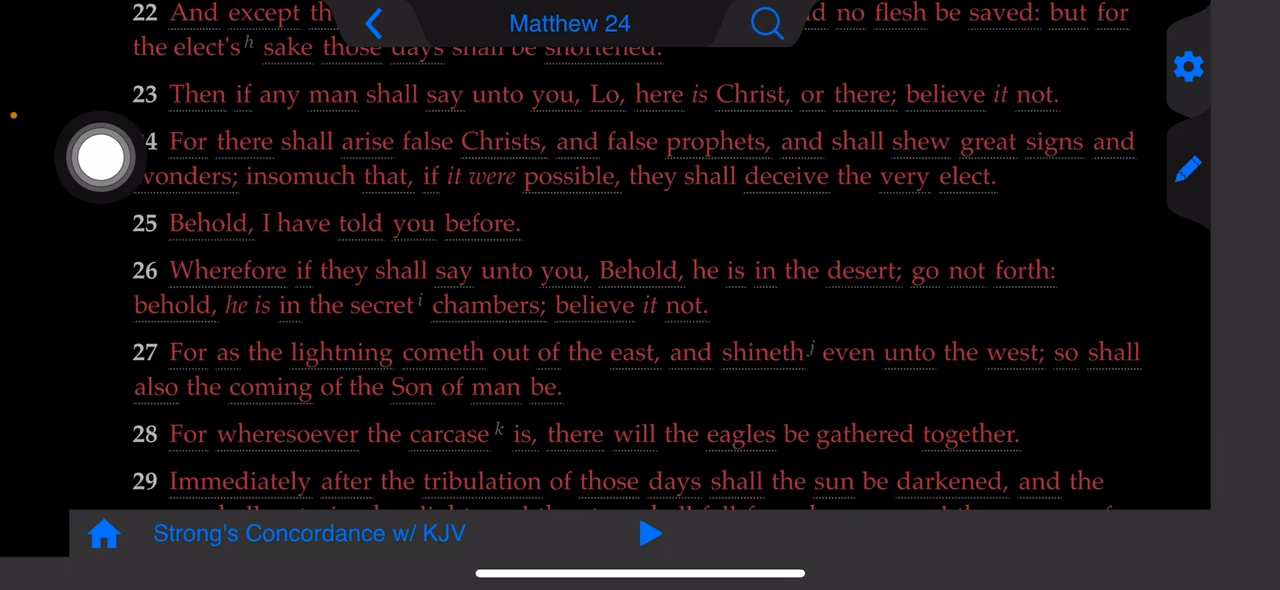 Matthew 24
22 And except th d no flesh be saved: but for
the elect's h sake those days shall be shortened.
23 Then if any man shall say unto you, Lo, here is Christ, or there; believe it not.
4 For there shall arise false Christs, and false prophets, and shall shew great signs and
wonders; insomuch that, if it were possible, they shall deceive the very elect.
25 Behold, I have told you before.
26 Wherefore if they shall say unto you, Behold, he is in the desert; go not forth:
behold, he is in the secret i chambers; believe it not.
27 For as the lightning cometh out of the east, and shineth j even unto the west; so shall
also the coming of the Son of man be.
28 For wheresoever the carcase k is, there will the eagles be gathered together.
29 Immediately after the tribulation of those days shall the sun be darkened, and the
Strong's Concordance w/ KJV